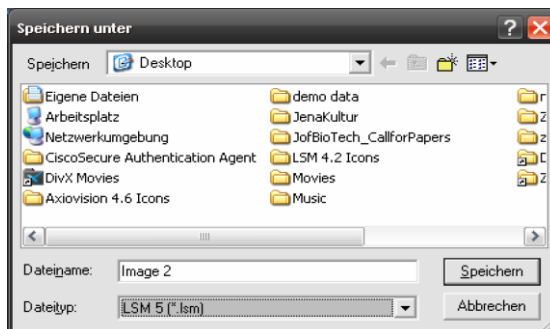 Speichern unter
Speichern Desktop
Eigene Dateien
Arbeitsplatz
Netzwerkumgebung
CiscoSecure Authentication Agent
DivX Movies
Axiovision 4.6 Icons
demo data
JenaKultur
JofBioTech_CallforPapers
LSM 4.2 Icons
Movies
Music
Dateiname: Image 2 Speichern
Dateityp: LSM 5 (*.lsm) Abbrechen